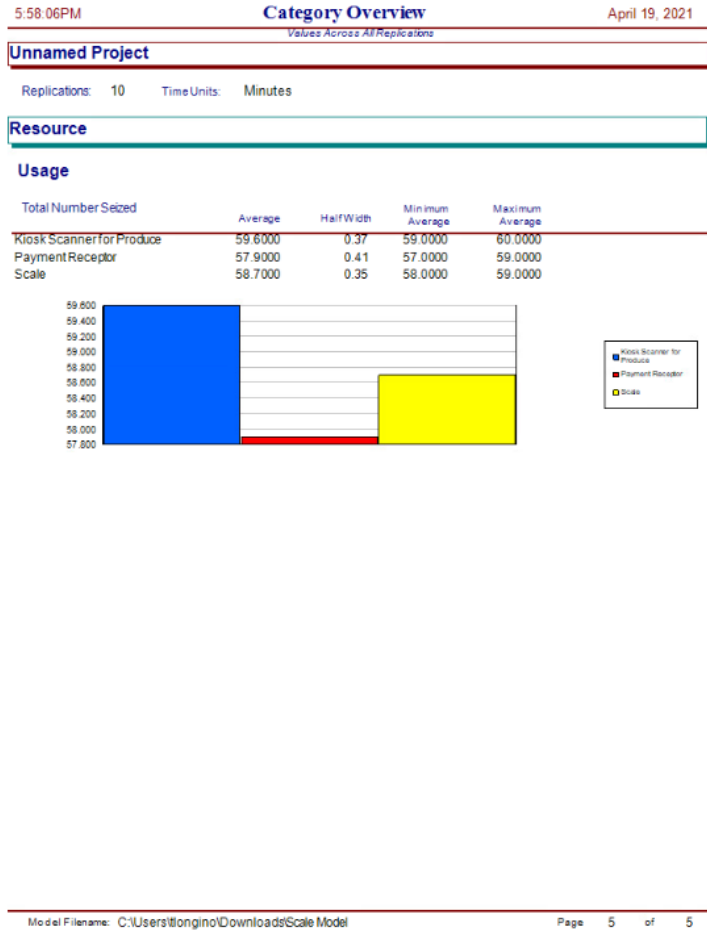 5:58:06PM Category Overview April 19, 2021
Values Across All Replications
Unnamed Project
Replications: 10 Time Units: Minutes
Resource
Usage
Total Number Seized Average Half Width Minimum Average Maximum Average
Kiosk Scanner for Produce 59.6000 0.37 59.0000 60.0000
Payment Receptor 57.9000 0.41 57.0000 59.0000
Scale 58.7000 0.35 58.0000 59.0000
59.600
59.400
59.200
59.000
58.800
58.600
58.400
58.200
58.000
57.800
Kiosk Scanner for
Produce
Payment Receptor
Scale
Model Filename: C:\Users\tlongino\Downloads\Scale Model Page 5 of 5